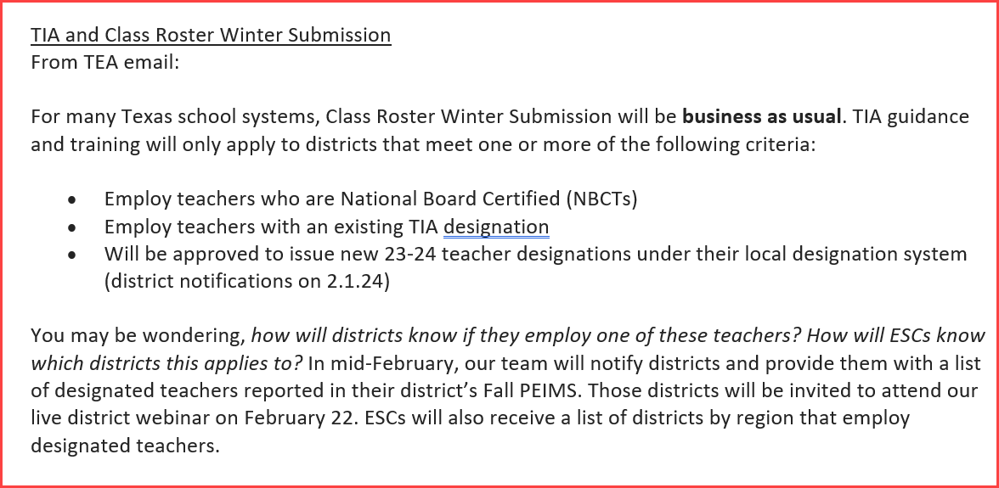 TIA and Class Roster Winter Submission
From TEA email:
For many Texas school systems, Class Roster Winter Submission will be business as usual. TIA guidance
and training will only apply to districts that meet one or more of the following criteria:
• Employ teachers who are National Board Certified (NBCTs)
• Employ teachers with an existing TIA designation
• Will be approved to issue new 23-24 teacher designations under their local designation system
(district notifications on 2.1.24)
You may be wondering, how will districts know if they employ one of these teachers? How will ESCs know
which districts this applies to? In mid-February, our team will notify districts and provide them with a list
of designated teachers reported in their district’s Fall PEIMS. Those districts will be invited to attend our
live district webinar on February 22. ESCs will also receive a list of districts by region that employ
designated teachers.